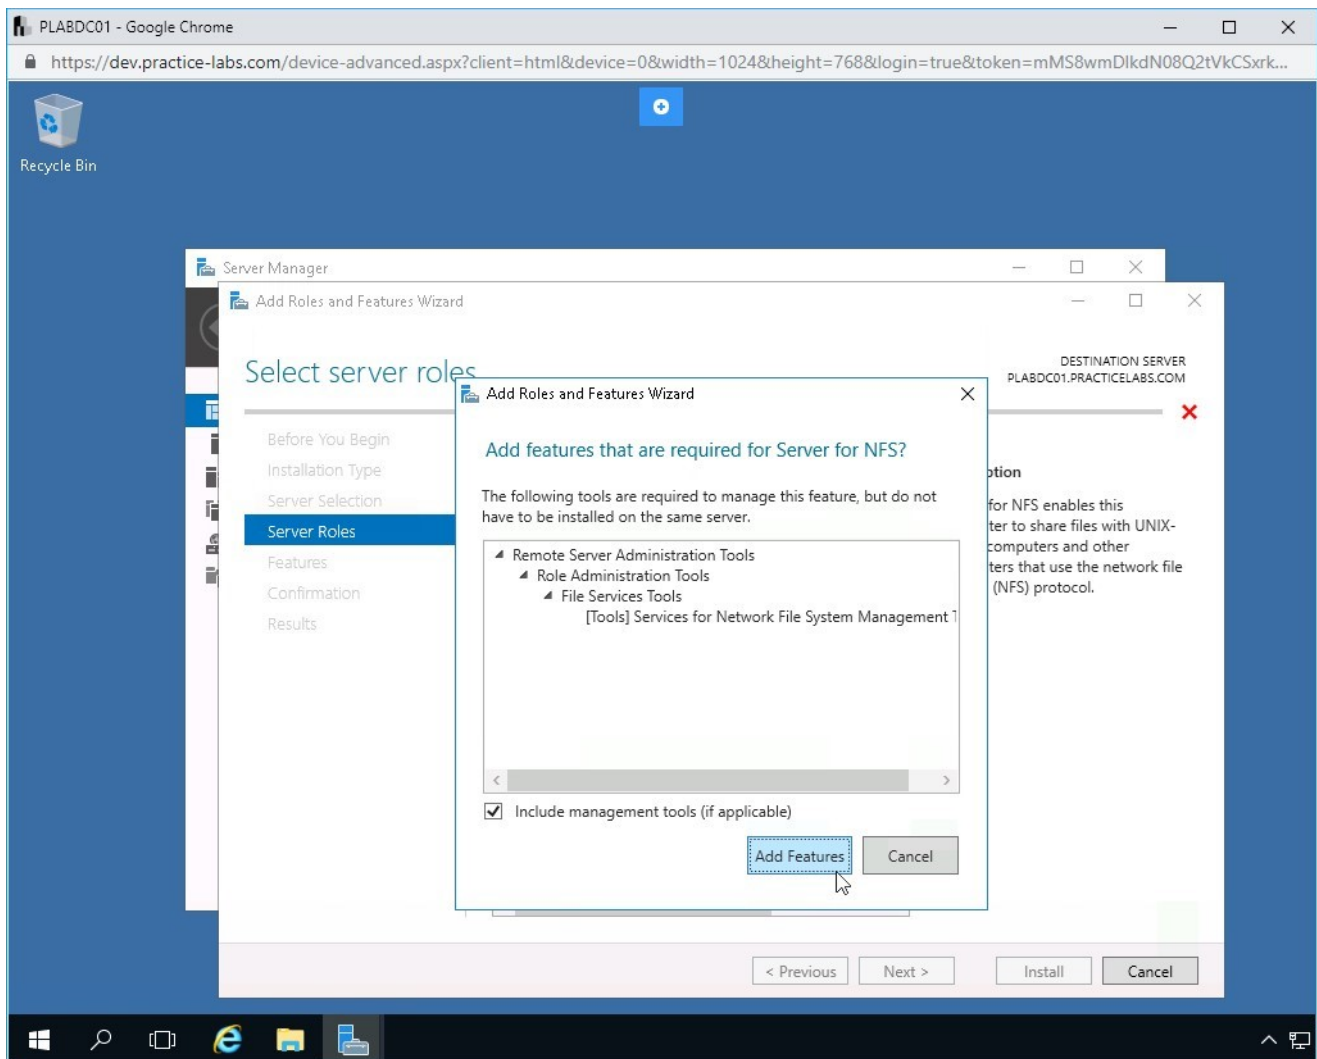 PLABDC01 - Google Chrome
https://dev.practice-labs.com/device-advanced.aspx?client=html&device=0&width=1024&height=768&login=true&token=mMS8wmDlkdN08Q2tVkCSxrk...
Recycle Bin
Server Manager
Add Roles and Features Wizard
Select server roles
DESTINATION SERVER
PLABDC01.PRACTICELABS.COM
Before You Begin
Installation Type
Server Selection
Server Roles
Features
Confirmation
Results
Add Roles and Features Wizard
Add features that are required for Server for NFS?
The following tools are required to manage this feature, but do not
have to be installed on the same server.
Remote Server Administration Tools
Role Administration Tools
File Services Tools
[Tools] Services for Network File System Management
Include management tools (if applicable)
Add Features
Cancel
ption
for NFS enables this
ter to share files with UNIX-
computers and other
ters that use the network file
(NFS) protocol.
< Previous
Next >
Install
Cancel